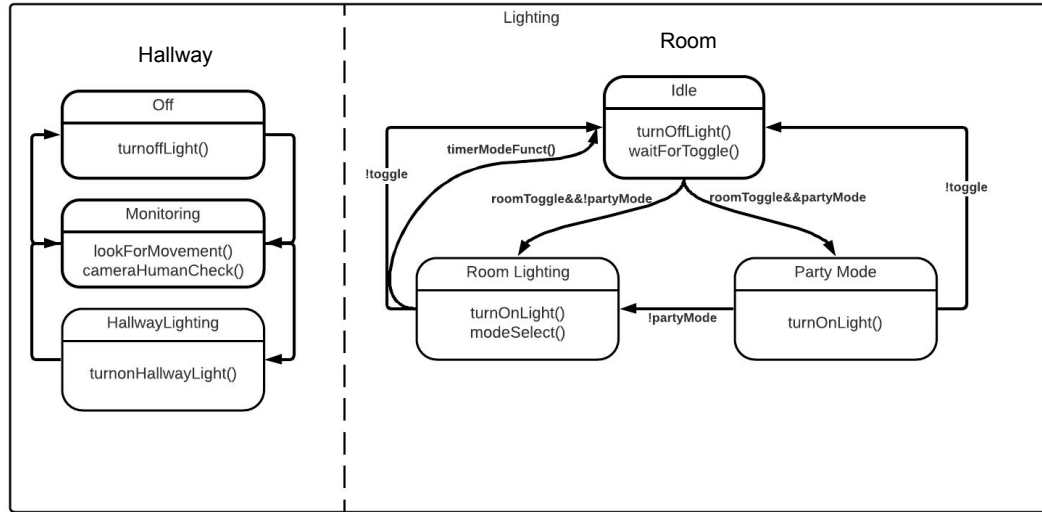 Lighting
Hallway
Room
Off
turnoffLight()
Monitoring
lookForMovement()
cameraHumanCheck()
HallwayLighting
turnonHallwayLight()
Idle
turnOffLight()
waitForToggle()
timerModeFunct()
!toggle
!toggle
roomToggle&&!partyMode
roomToggle&&partyMode
Room Lighting
turnOnLight()
modeSelect()
!partyMode
Party Mode
turnOnLight()